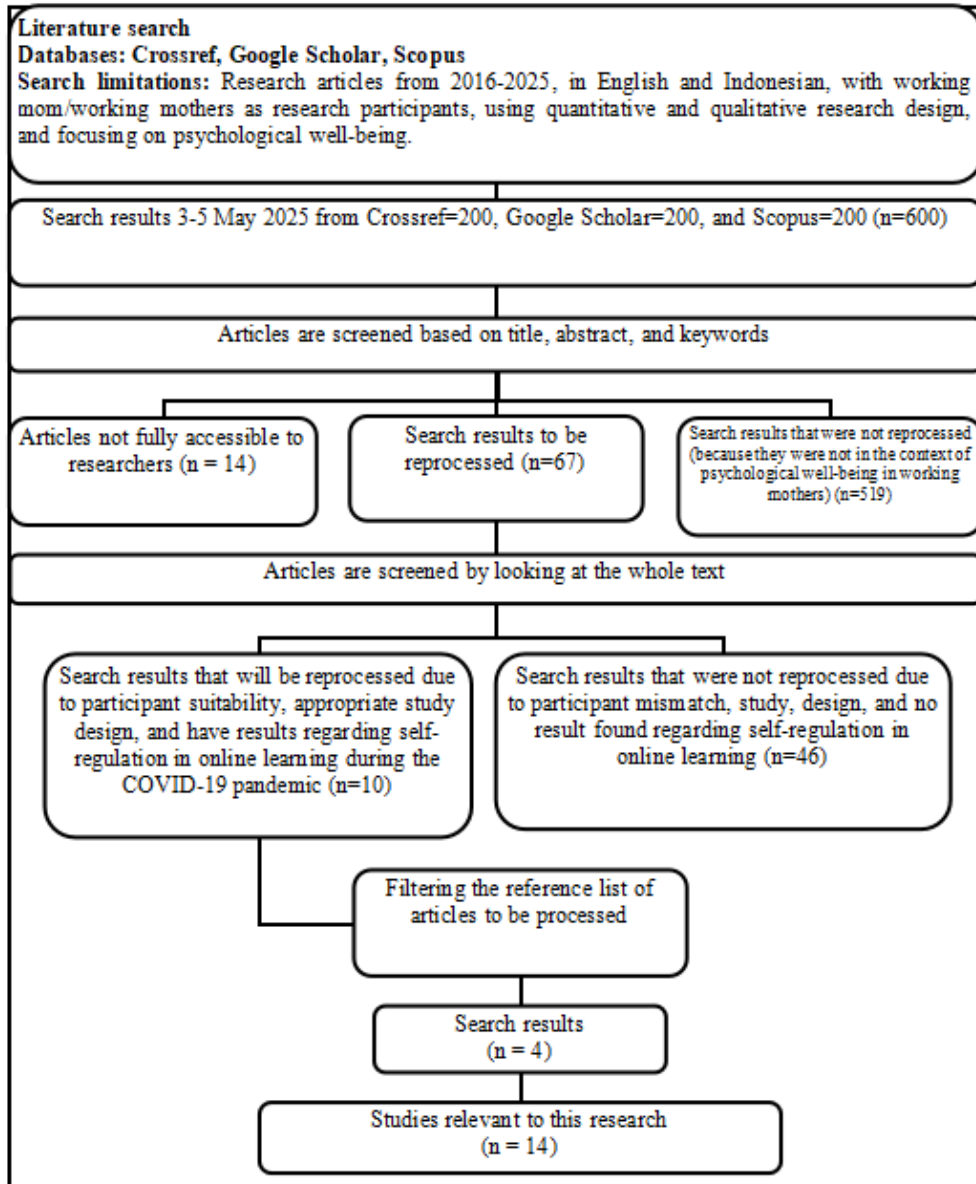 Literature search
Databases: Crossref, Google Scholar, Scopus
Search limitations: Research articles from 2016-2025, in English and Indonesian, with working
mom/working mothers as research participants, using quantitative and qualitative research design,
and focusing on psychological well-being.
Search results 3-5 May 2025 from Crossref=200, Google Scholar=200, and Scopus=200 (n=600)
Articles are screened based on title, abstract, and keywords
Articles not fully accessible to
researchers (n = 14)
Search results to be
reprocessed (n=67)
Search results that were not reprocessed
(because they were not in the context of
psychological well-being in working
mothers) (n=519)
Articles are screened by looking at the whole text
Search results that will be reprocessed due
to participant suitability, appropriate study
design, and have results regarding self-
regulation in online learning during the
COVID-19 pandemic (n=10)
Search results that were not reprocessed due
to participant mismatch, study, design, and no
result found regarding self-regulation in
online learning (n=46)
Filtering the reference list of
articles to be processed
Search results
(n = 4)
Studies relevant to this research
(n = 14)